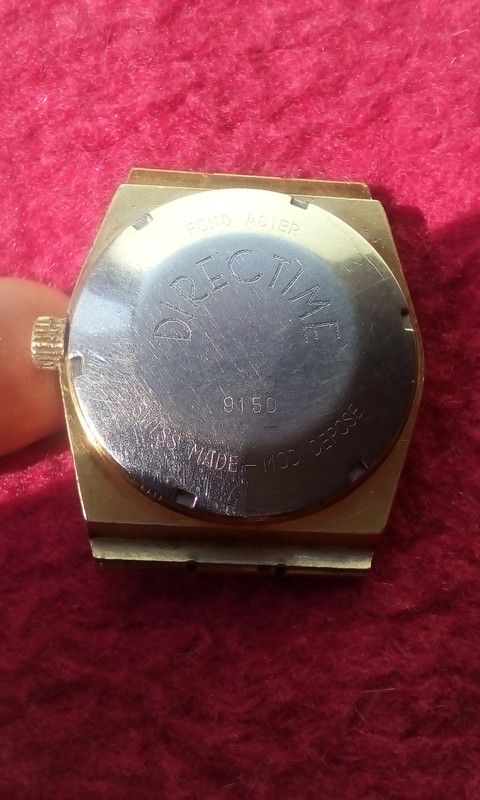 FOND ACIER
DIRECTIME
9150
SWISS MADE - MOD. DEPOSE